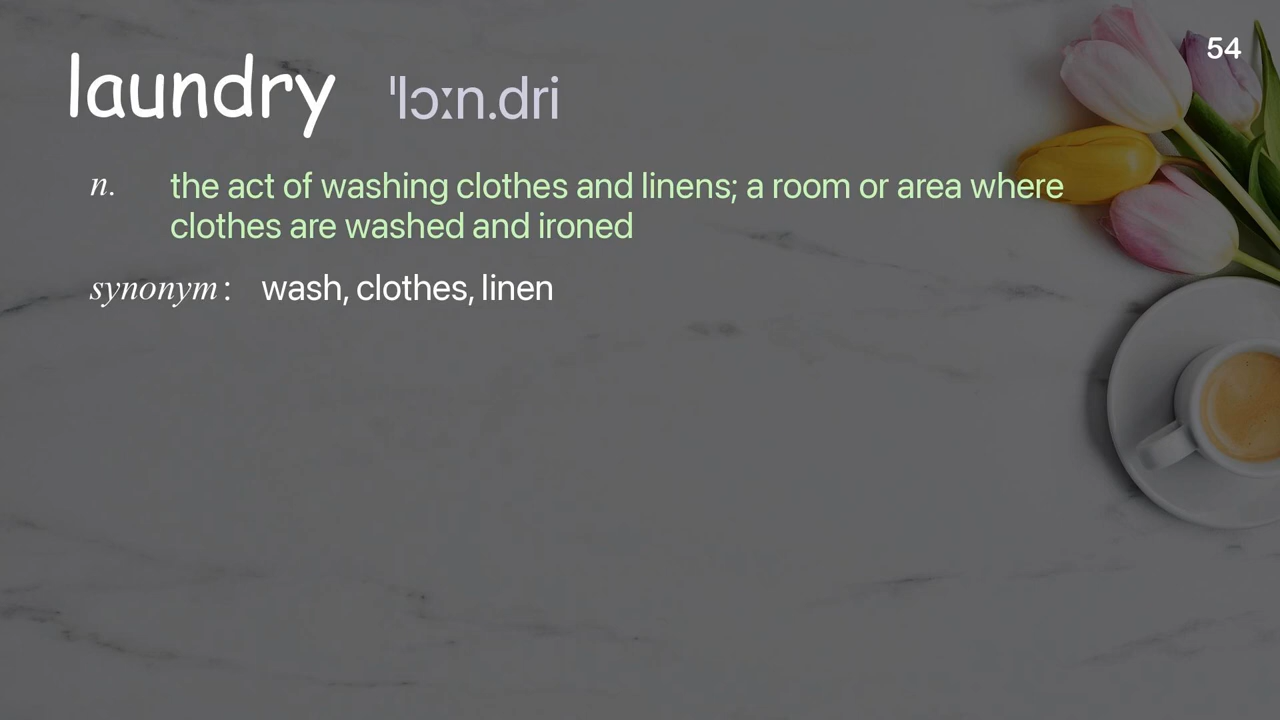 54
laundry ˈlɔːn.dri
n. the act of washing clothes and linens; a room or area where
clothes are washed and ironed
synonym: wash, clothes, linen